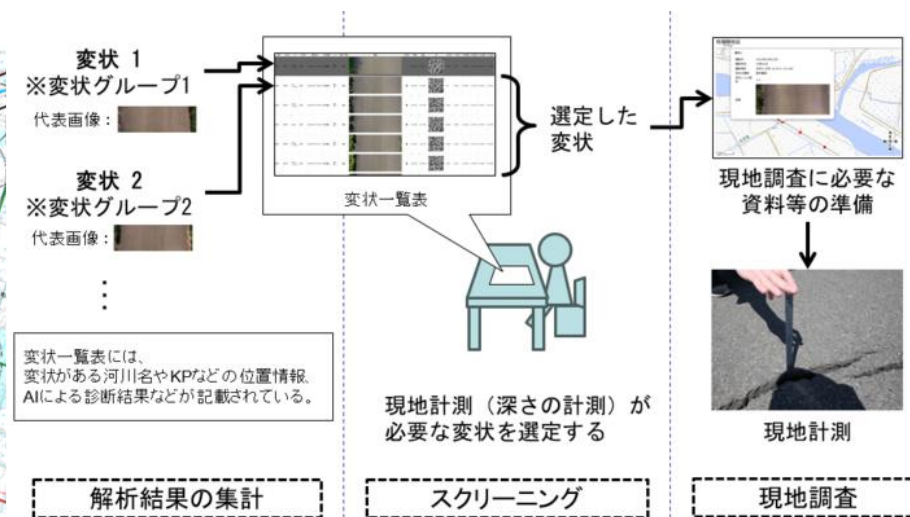 変状 1
※変状グループ1
代表画像：
変状 2
※変状グループ2
代表画像：
⋮
変状一覧表には、
変状がある河川名やKPなどの位置情報、
AIによる診断結果などが記載されている。
解析結果の集計
変状一覧表
選定した
変状
現地計測（深さの計測）が
必要な変状を選定する
スクリーニング
現地調査に必要な
資料等の準備
現地計測
現地調査